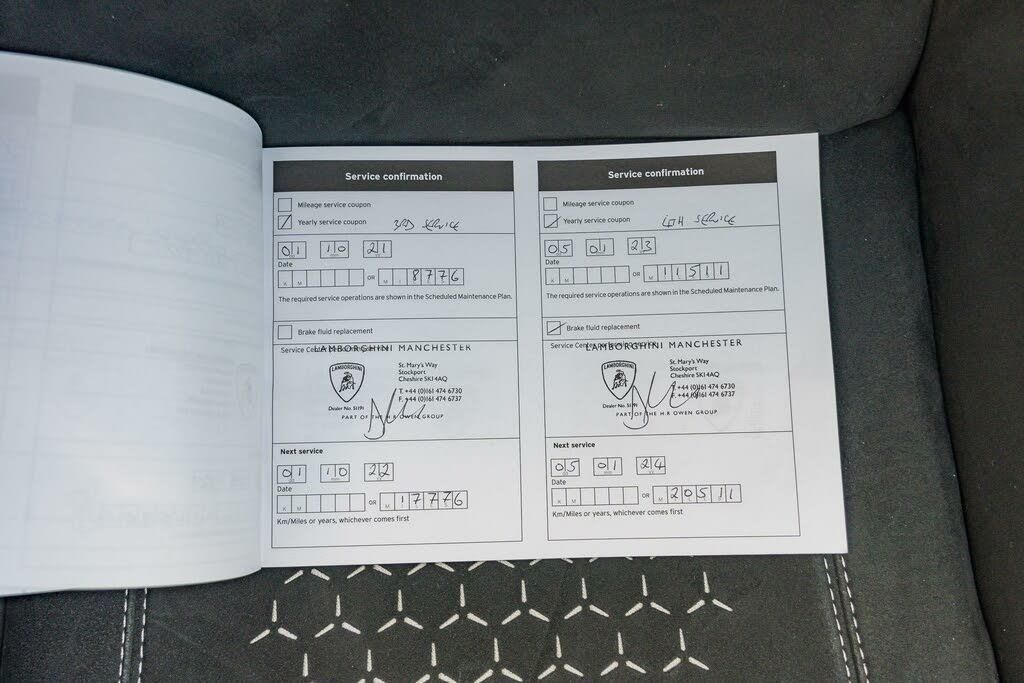 Service confirmation
Mileage service coupon
Yearly service coupon 3RD SERVICE
01 10 21
Date
K M OR M 8776
The required service operations are shown in the Scheduled Maintenance Plan.
Brake fluid replacement
Service Center
LAMBORGHINI MANCHESTER
LAMBORGHINI
St. Mary's Way
Stockport
Cheshire SK1 4AQ
T. +44 (0)161 474 6730
F. +44 (0)161 474 6737
Dealer No. 51191
PART OF THE H.R OWEN GROUP
Next service
01 10 22
Date
K M OR M 17776
Km/Miles or years, whichever comes first
Service confirmation
Mileage service coupon
Yearly service coupon 4TH SERVICE
05 01 23
Date
K M OR M 11511
The required service operations are shown in the Scheduled Maintenance Plan.
Brake fluid replacement
Service Center
LAMBORGHINI MANCHESTER
LAMBORGHINI
St. Mary's Way
Stockport
Cheshire SK1 4AQ
T. +44 (0)161 474 6730
F. +44 (0)161 474 6737
Dealer No. 51191
PART OF THE H.R OWEN GROUP
Next service
05 01 24
Date
K M OR M 20511
Km/Miles or years, whichever comes first